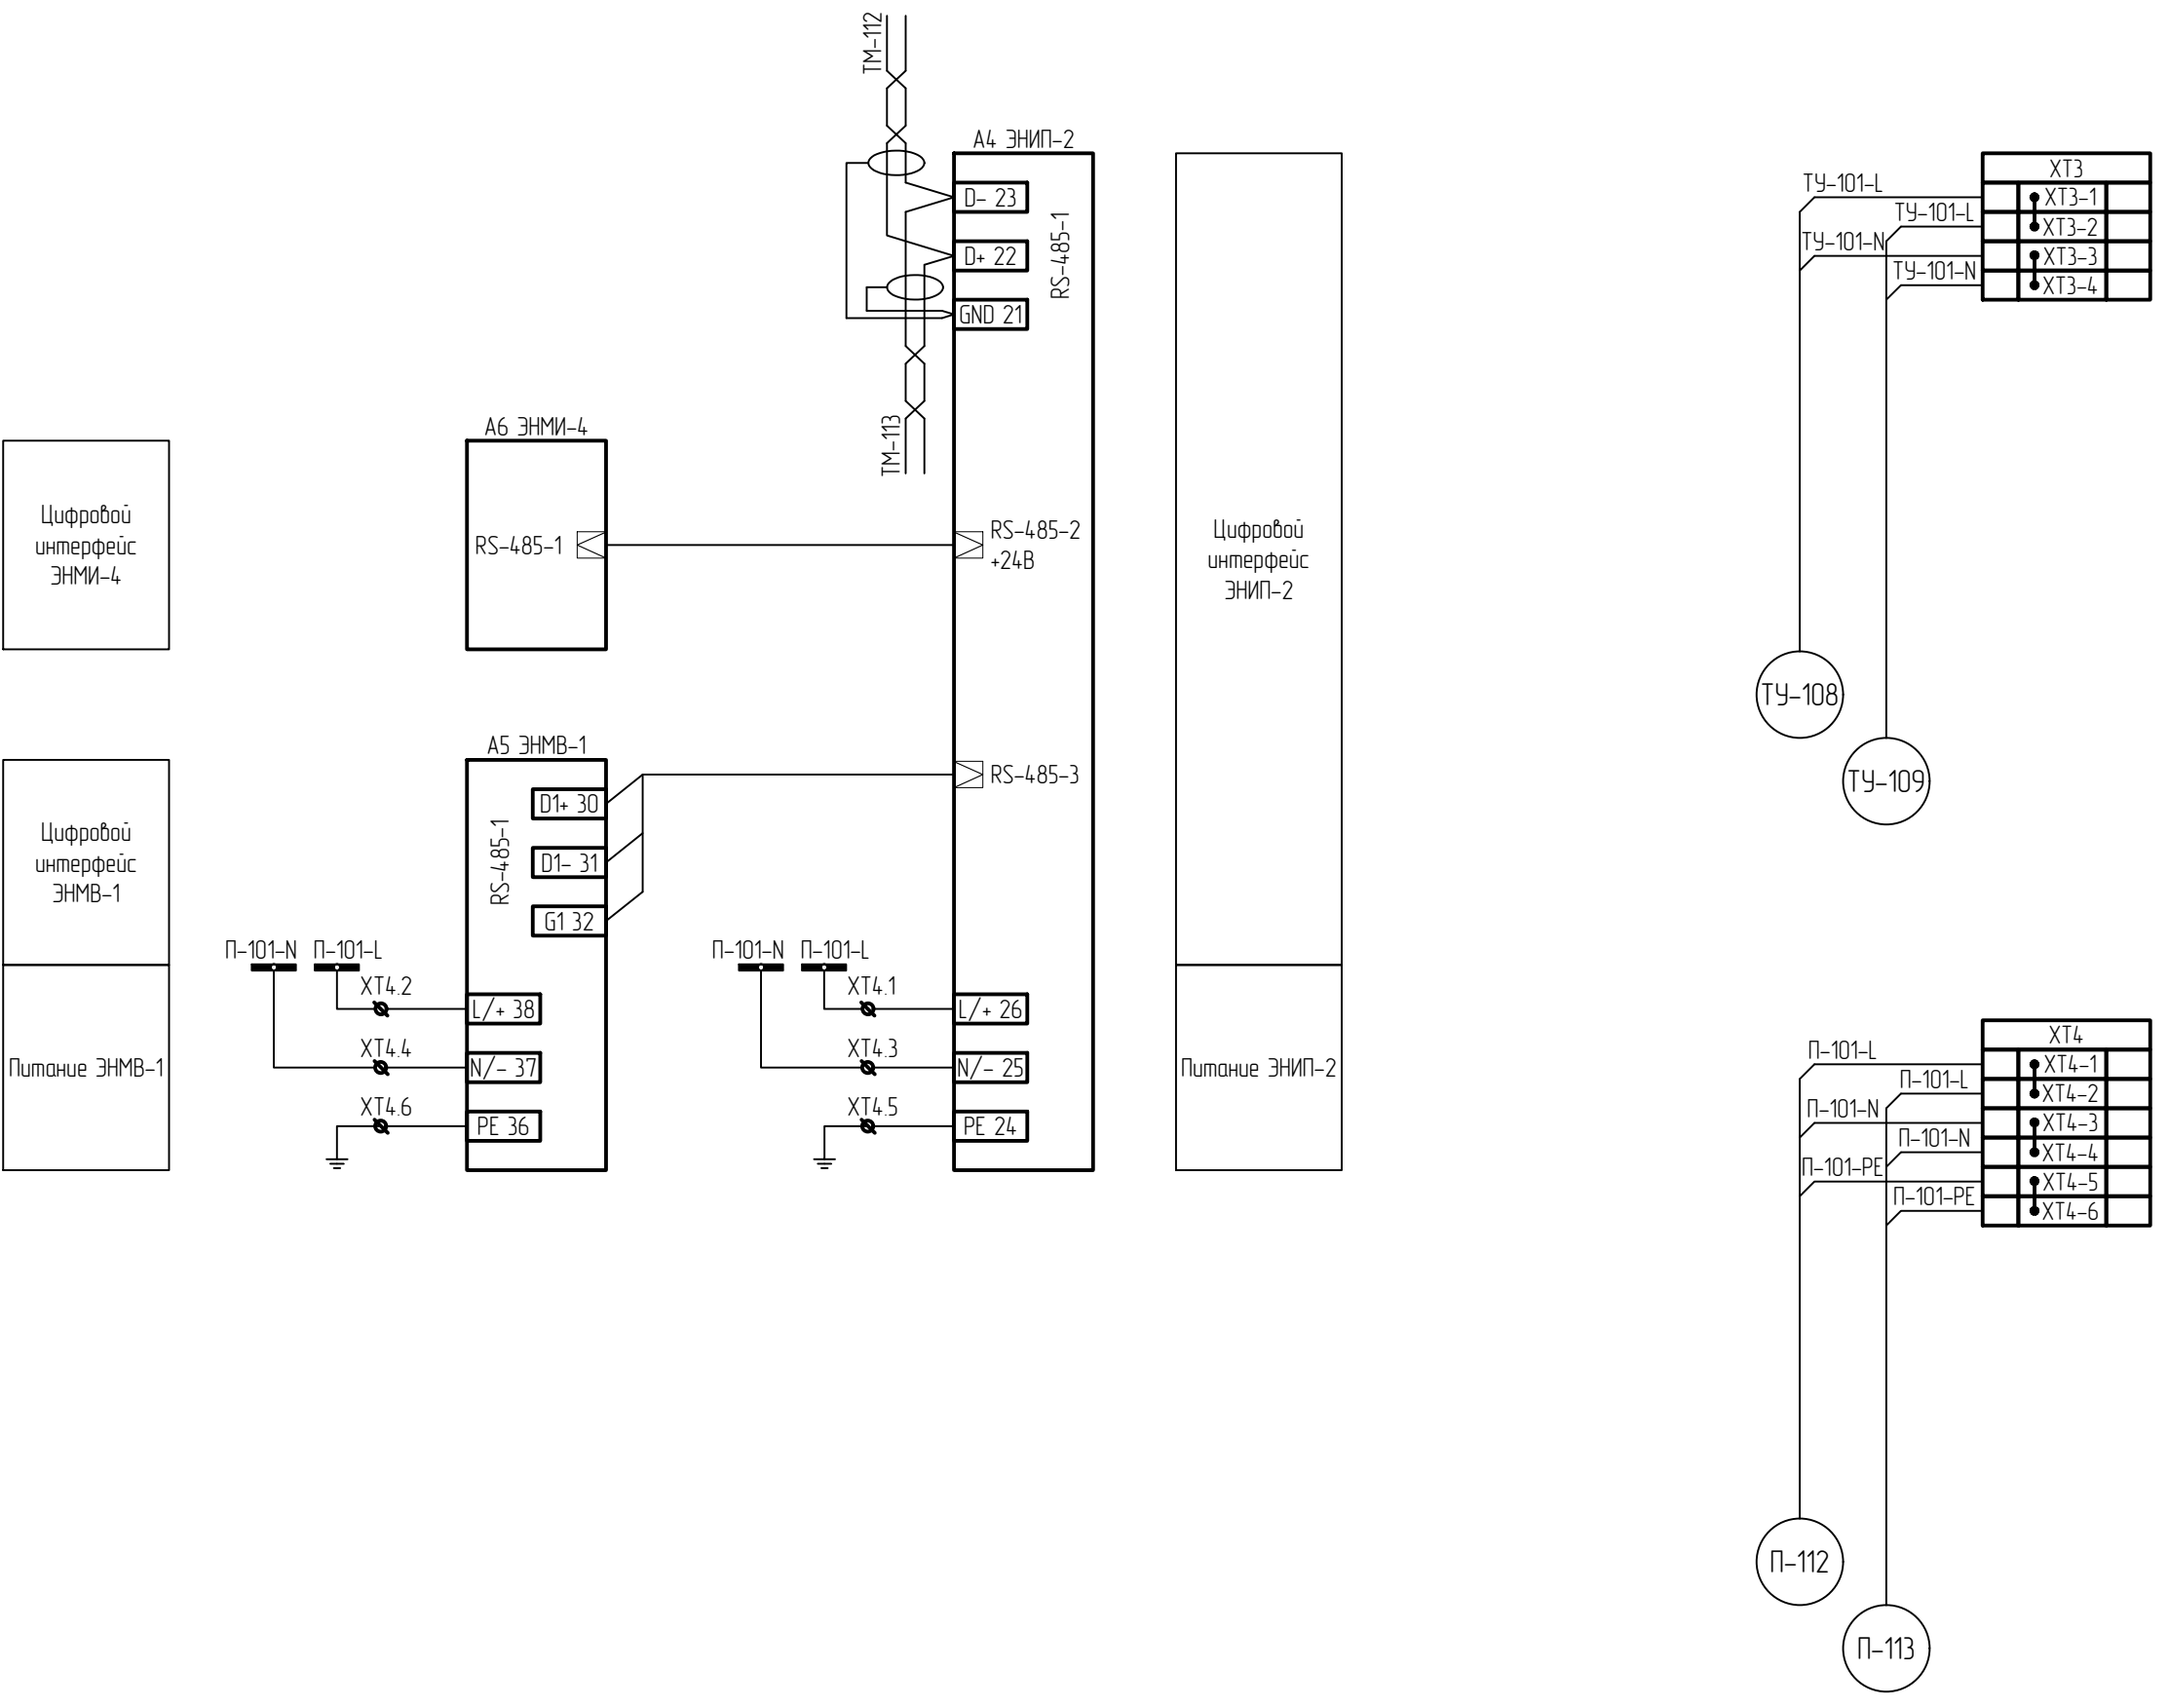 ТМ-112
А4 ЭНИП-2
D- 23
D+ 22
GND 21
RS-485-1
ТМ-113
А6 ЭНМИ-4
RS-485-1
RS-485-2
+24В
Цифровой
интерфейс
ЭНМИ-4
Цифровой
интерфейс
ЭНИП-2
А5 ЭНМВ-1
D1+ 30
D1- 31
G1 32
RS-485-1
RS-485-3
Цифровой
интерфейс
ЭНМВ-1
Питание ЭНМВ-1
П-101-N
П-101-L
ХТ4.2
L/+ 38
ХТ4.4
N/- 37
ХТ4.6
PE 36
П-101-N
П-101-L
ХТ4.1
L/+ 26
ХТ4.3
N/- 25
ХТ4.5
PE 24
Питание ЭНИП-2
ХТ3
ТУ-101-L
ХТ3-1
ТУ-101-L
ХТ3-2
ТУ-101-N
ХТ3-3
ТУ-101-N
ХТ3-4
ТУ-108
ТУ-109
ХТ4
П-101-L
ХТ4-1
П-101-L
ХТ4-2
П-101-N
ХТ4-3
П-101-N
ХТ4-4
П-101-PE
ХТ4-5
П-101-PE
ХТ4-6
П-112
П-113